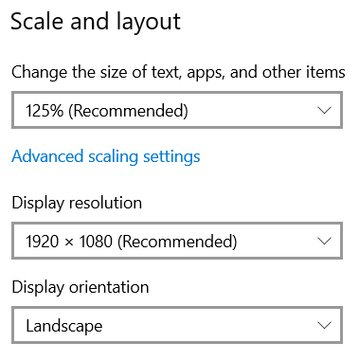 Scale and layout
Change the size of text, apps, and other items
125% (Recommended)
Advanced scaling settings
Display resolution
1920 × 1080 (Recommended)
Display orientation
Landscape